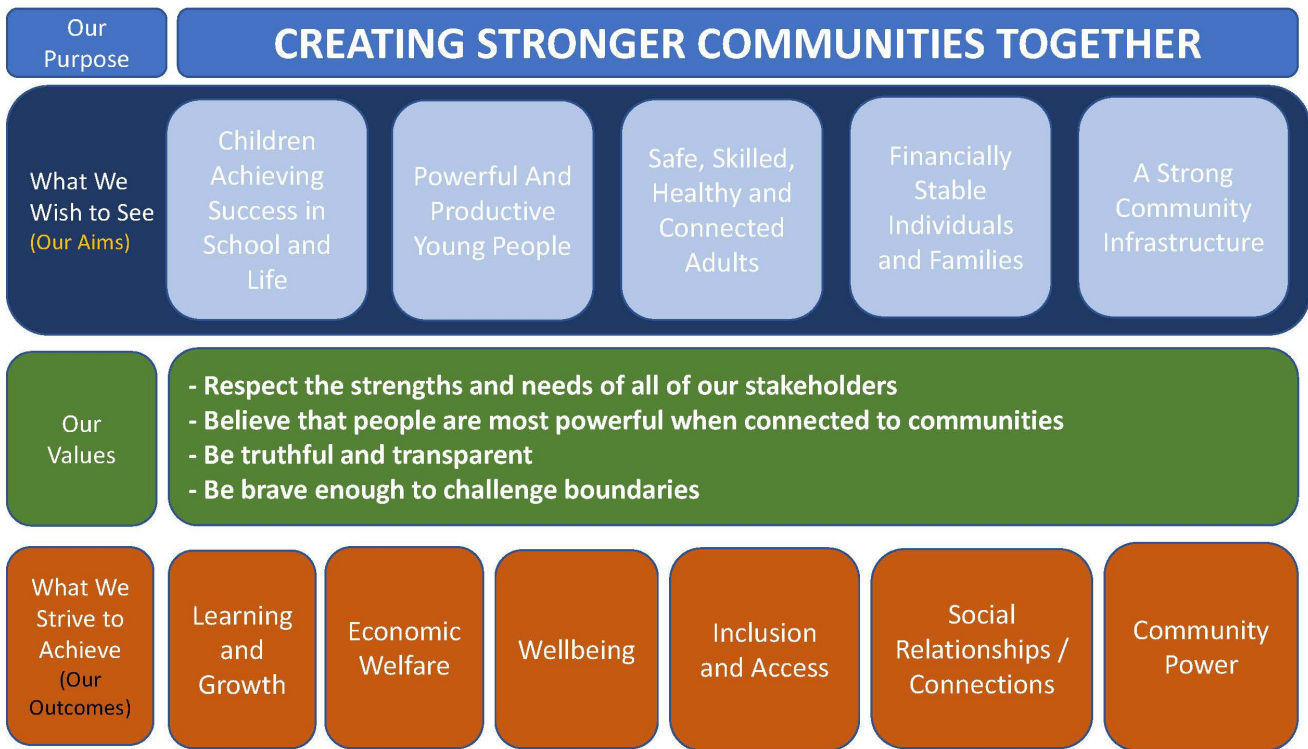 Our
Purpose
CREATING STRONGER COMMUNITIES TOGETHER
What We
Wish to See
(Our Aims)
Children
Achieving
Success in
School and
Life
Powerful And
Productive
Young People
Safe, Skilled,
Healthy and
Connected
Adults
Financially
Stable
Individuals
and Families
A Strong
Community
Infrastructure
Our
Values
- Respect the strengths and needs of all of our stakeholders
- Believe that people are most powerful when connected to communities
- Be truthful and transparent
- Be brave enough to challenge boundaries
What We
Strive to
Achieve
(Our
Outcomes)
Learning
and
Growth
Economic
Welfare
Wellbeing
Inclusion
and Access
Social
Relationships /
Connections
Community
Power